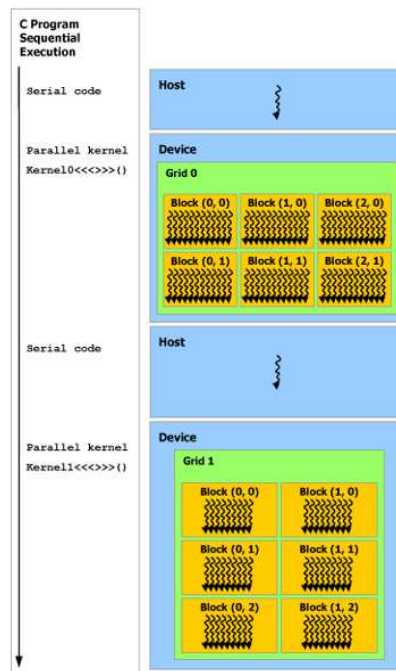 C Program
Sequential
Execution
Serial code
Host
Parallel kernel
Kernel0<<<>>>()
Device
Grid 0
Block (0, 0) Block (1, 0) Block (2, 0)
Block (0, 1) Block (1, 1) Block (2, 1)
Serial code
Host
Parallel kernel
Kernel1<<<>>>()
Device
Grid 1
Block (0, 0) Block (1, 0)
Block (0, 1) Block (1, 1)
Block (0, 2) Block (1, 2)